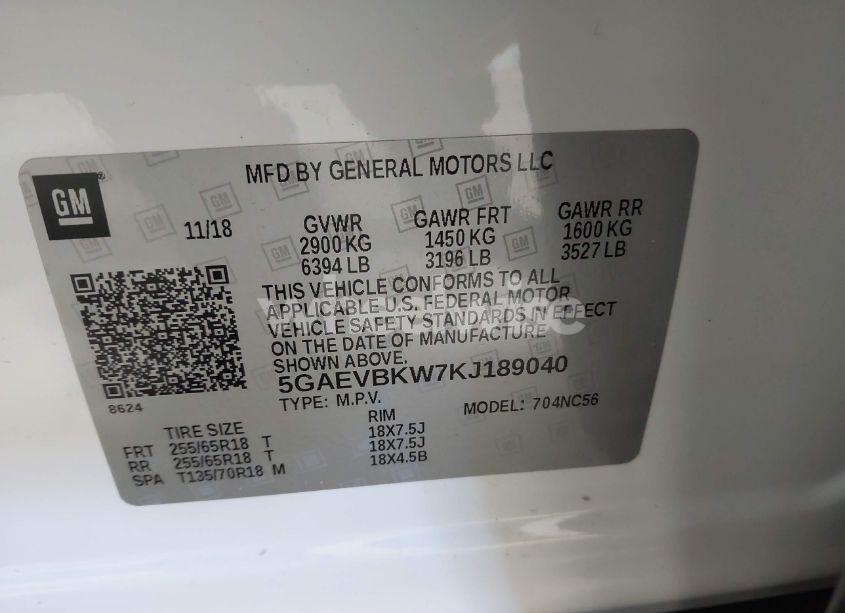 GM
MFD BY GENERAL MOTORS LLC
11/18
GVWR
2900 KG
6394 LB
GAWR FRT
1450 KG
3196 LB
GAWR RR
1600 KG
3527 LB
THIS VEHICLE CONFORMS TO ALL
APPLICABLE U.S. FEDERAL MOTOR
VEHICLE SAFETY STANDARDS IN EFFECT
ON THE DATE OF MANUFACTURE
SHOWN ABOVE.
5GAEVBKW7KJ189040
8624
TYPE: M.P.V.
MODEL: 704NC56
TIRE SIZE RIM
FRT 255/65R18 T 18X7.5J
RR 255/65R18 T 18X7.5J
SPA T135/70R18 M 18X4.5B